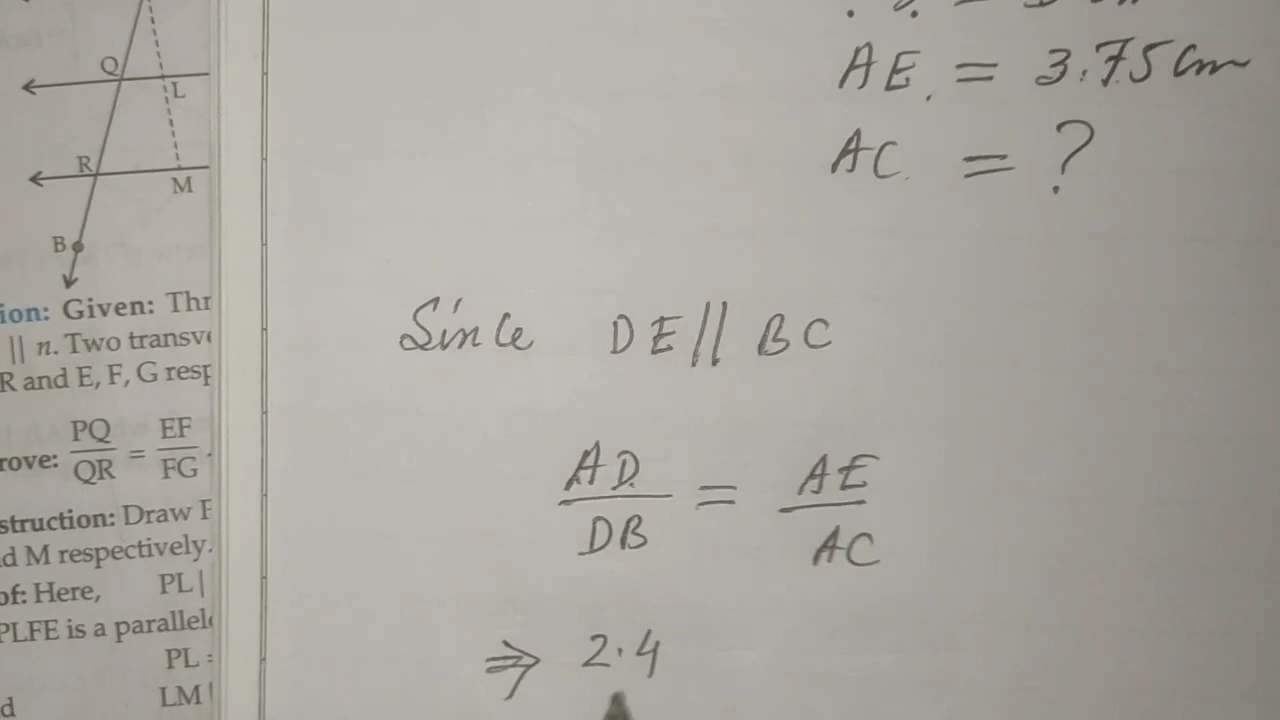 Q
L
R
M
B
ion: Given: Thr
|| n. Two transve
R and E, F, G resp
rove: PQ/QR = EF/FG
struction: Draw P
d M respectively.
of: Here, PL |
PLFE is a parallel
PL =
d LM
AE = 3.75 cm
AC = ?
Since DE || BC
AD/DB = AE/AC
⇒ 2.4